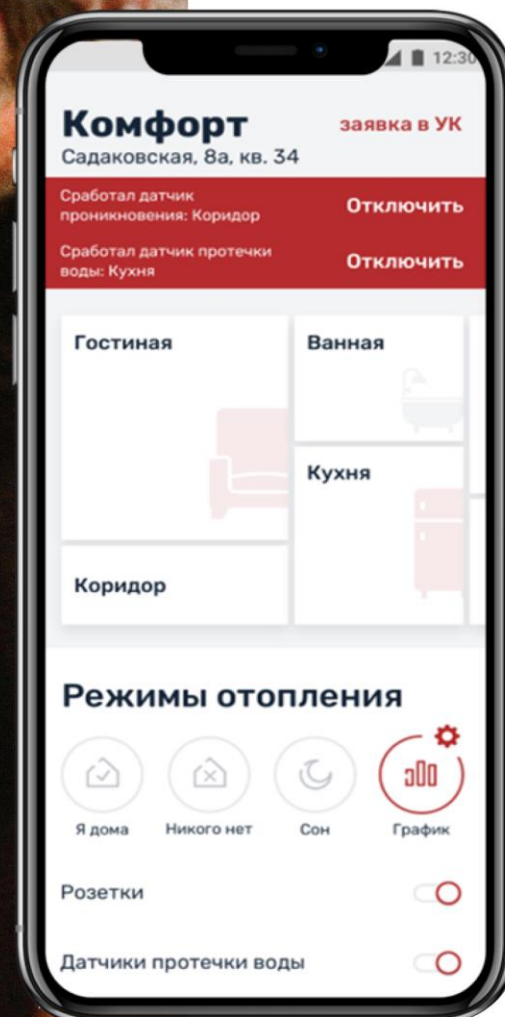 12:30
Комфорт
заявка в УК
Садаковская, 8а, кв. 34
Сработал датчик
проникновения: Коридор
Отключить
Сработал датчик протечки
воды: Кухня
Отключить
Гостиная
Ванная
Кухня
Коридор
Режимы отопления
Я дома
Никого нет
Сон
График
Розетки
Датчики протечки воды